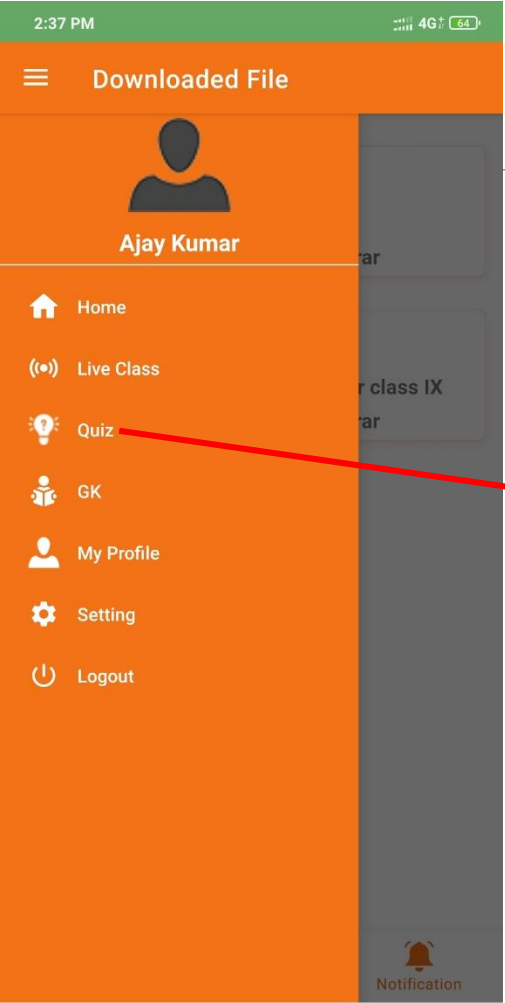 2:37 PM
4G+ 64
Downloaded File
Ajay Kumar
rar
Home
Live Class
r class IX
rar
Quiz
GK
My Profile
Setting
Logout
Notification